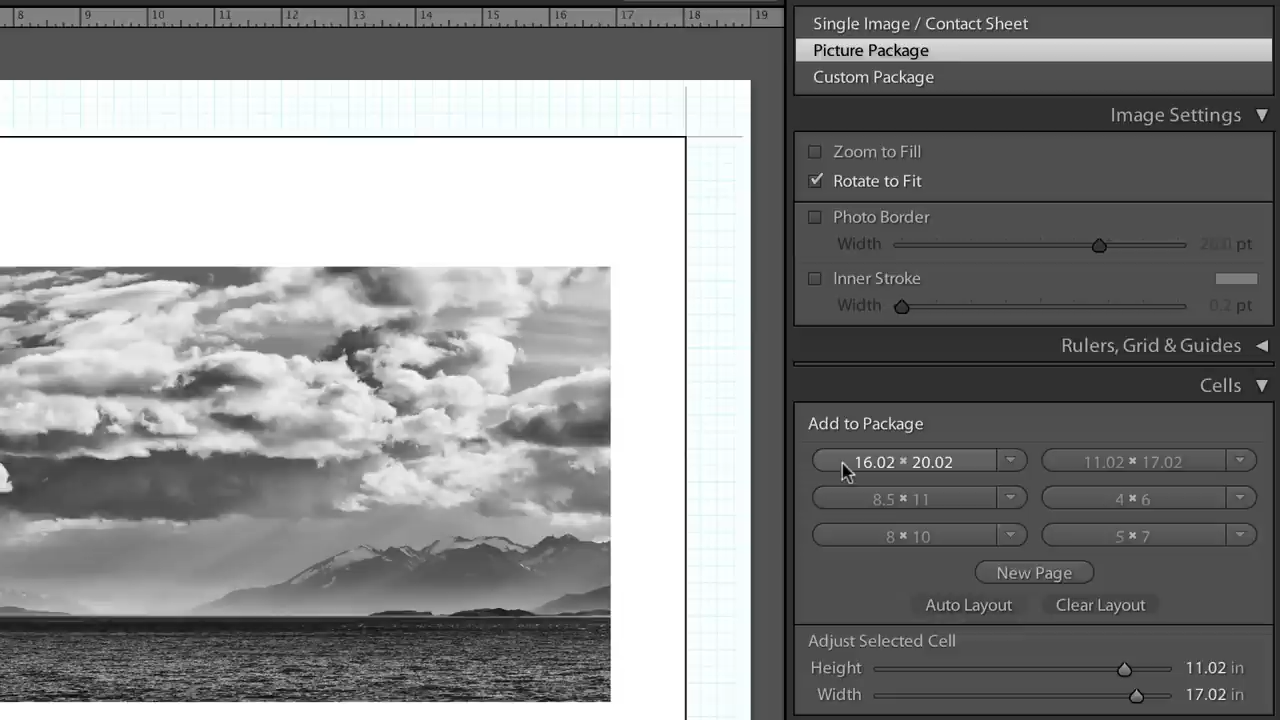 8 9 10 11 12 13 14 15 16 17 18 19
Single Image / Contact Sheet
Picture Package
Custom Package
Image Settings
Zoom to Fill
Rotate to Fit
Photo Border
Width pt
Inner Stroke
Width 0.2 pt
Rulers, Grid & Guides
Cells
Add to Package
16.02 × 20.02 11.02 × 17.02
8.5 × 11 4 × 6
8 × 10 5 × 7
New Page
Auto Layout Clear Layout
Adjust Selected Cell
Height 11.02 in
Width 17.02 in